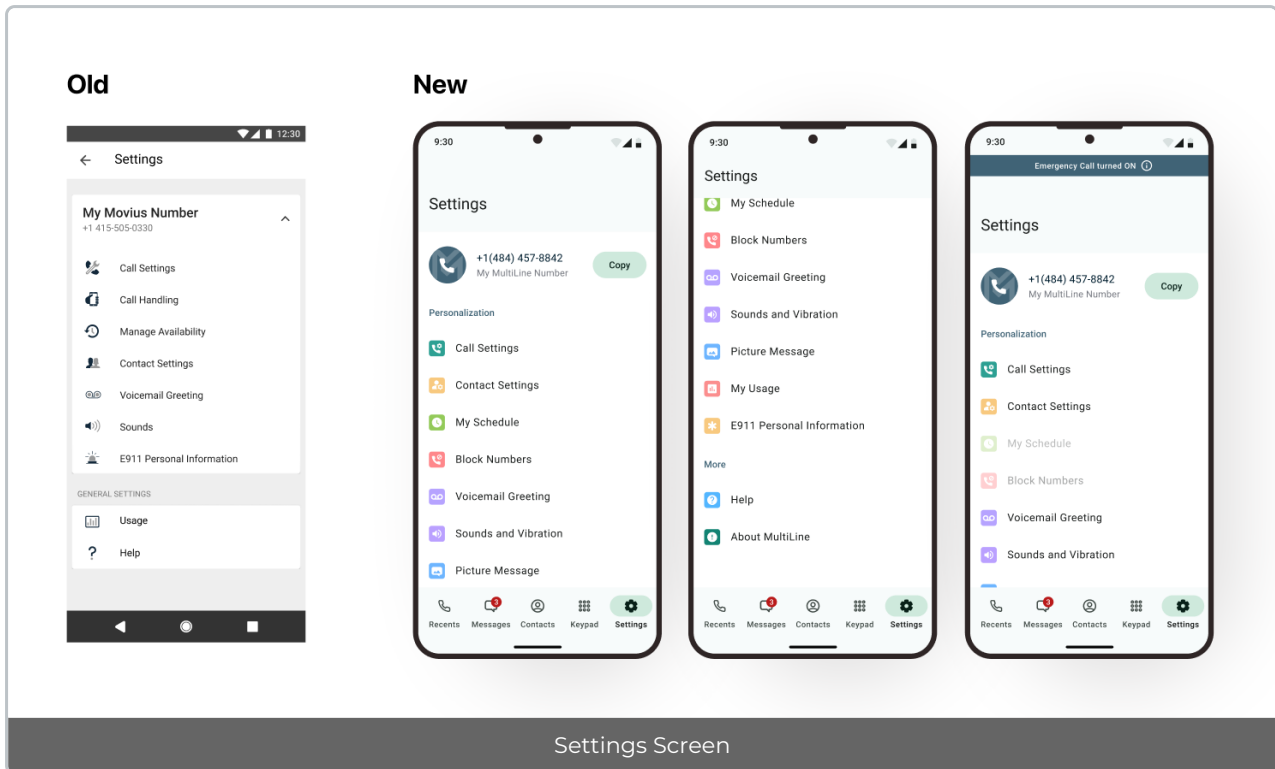 Old
New
12:30
Settings
My Movius Number
+1 415-505-0330
Call Settings
Call Handling
Manage Availability
Contact Settings
Voicemail Greeting
Sounds
E911 Personal Information
GENERAL SETTINGS
Usage
Help
9:30
Settings
+1(484) 457-8842
My MultiLine Number
Copy
Personalization
Call Settings
Contact Settings
My Schedule
Block Numbers
Voicemail Greeting
Sounds and Vibration
Picture Message
3
Recents Messages Contacts Keypad Settings
9:30
Settings
My Schedule
Block Numbers
Voicemail Greeting
Sounds and Vibration
Picture Message
My Usage
E911 Personal Information
More
Help
About MultiLine
3
Recents Messages Contacts Keypad Settings
9:30
Emergency Call turned ON
Settings
+1(484) 457-8842
My MultiLine Number
Copy
Personalization
Call Settings
Contact Settings
My Schedule
Block Numbers
Voicemail Greeting
Sounds and Vibration
3
Recents Messages Contacts Keypad Settings
Settings Screen